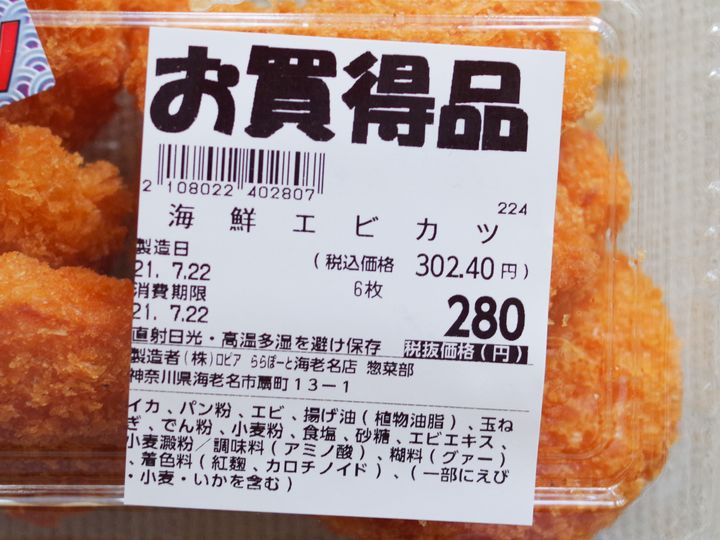 お買得品
2 108022 402807
224
海鮮エビカツ
製造日
21. 7.22
(税込価格 302.40円)
消費期限
6枚
21. 7.22
280
直射日光・高温多湿を避け保存 税抜価格(円)
製造者(株)ロピア ららぽーと海老名店 惣菜部
神奈川県海老名市扇町13-1
イカ、パン粉、エビ、揚げ油(植物油脂)、玉ね
ぎ、でん粉、小麦粉、食塩、砂糖、エビエキス、
小麦澱粉/調味料(アミノ酸)、糊料(グァー)
、着色料(紅麹、カロチノイド)、(一部にえび
・小麦・いかを含む)